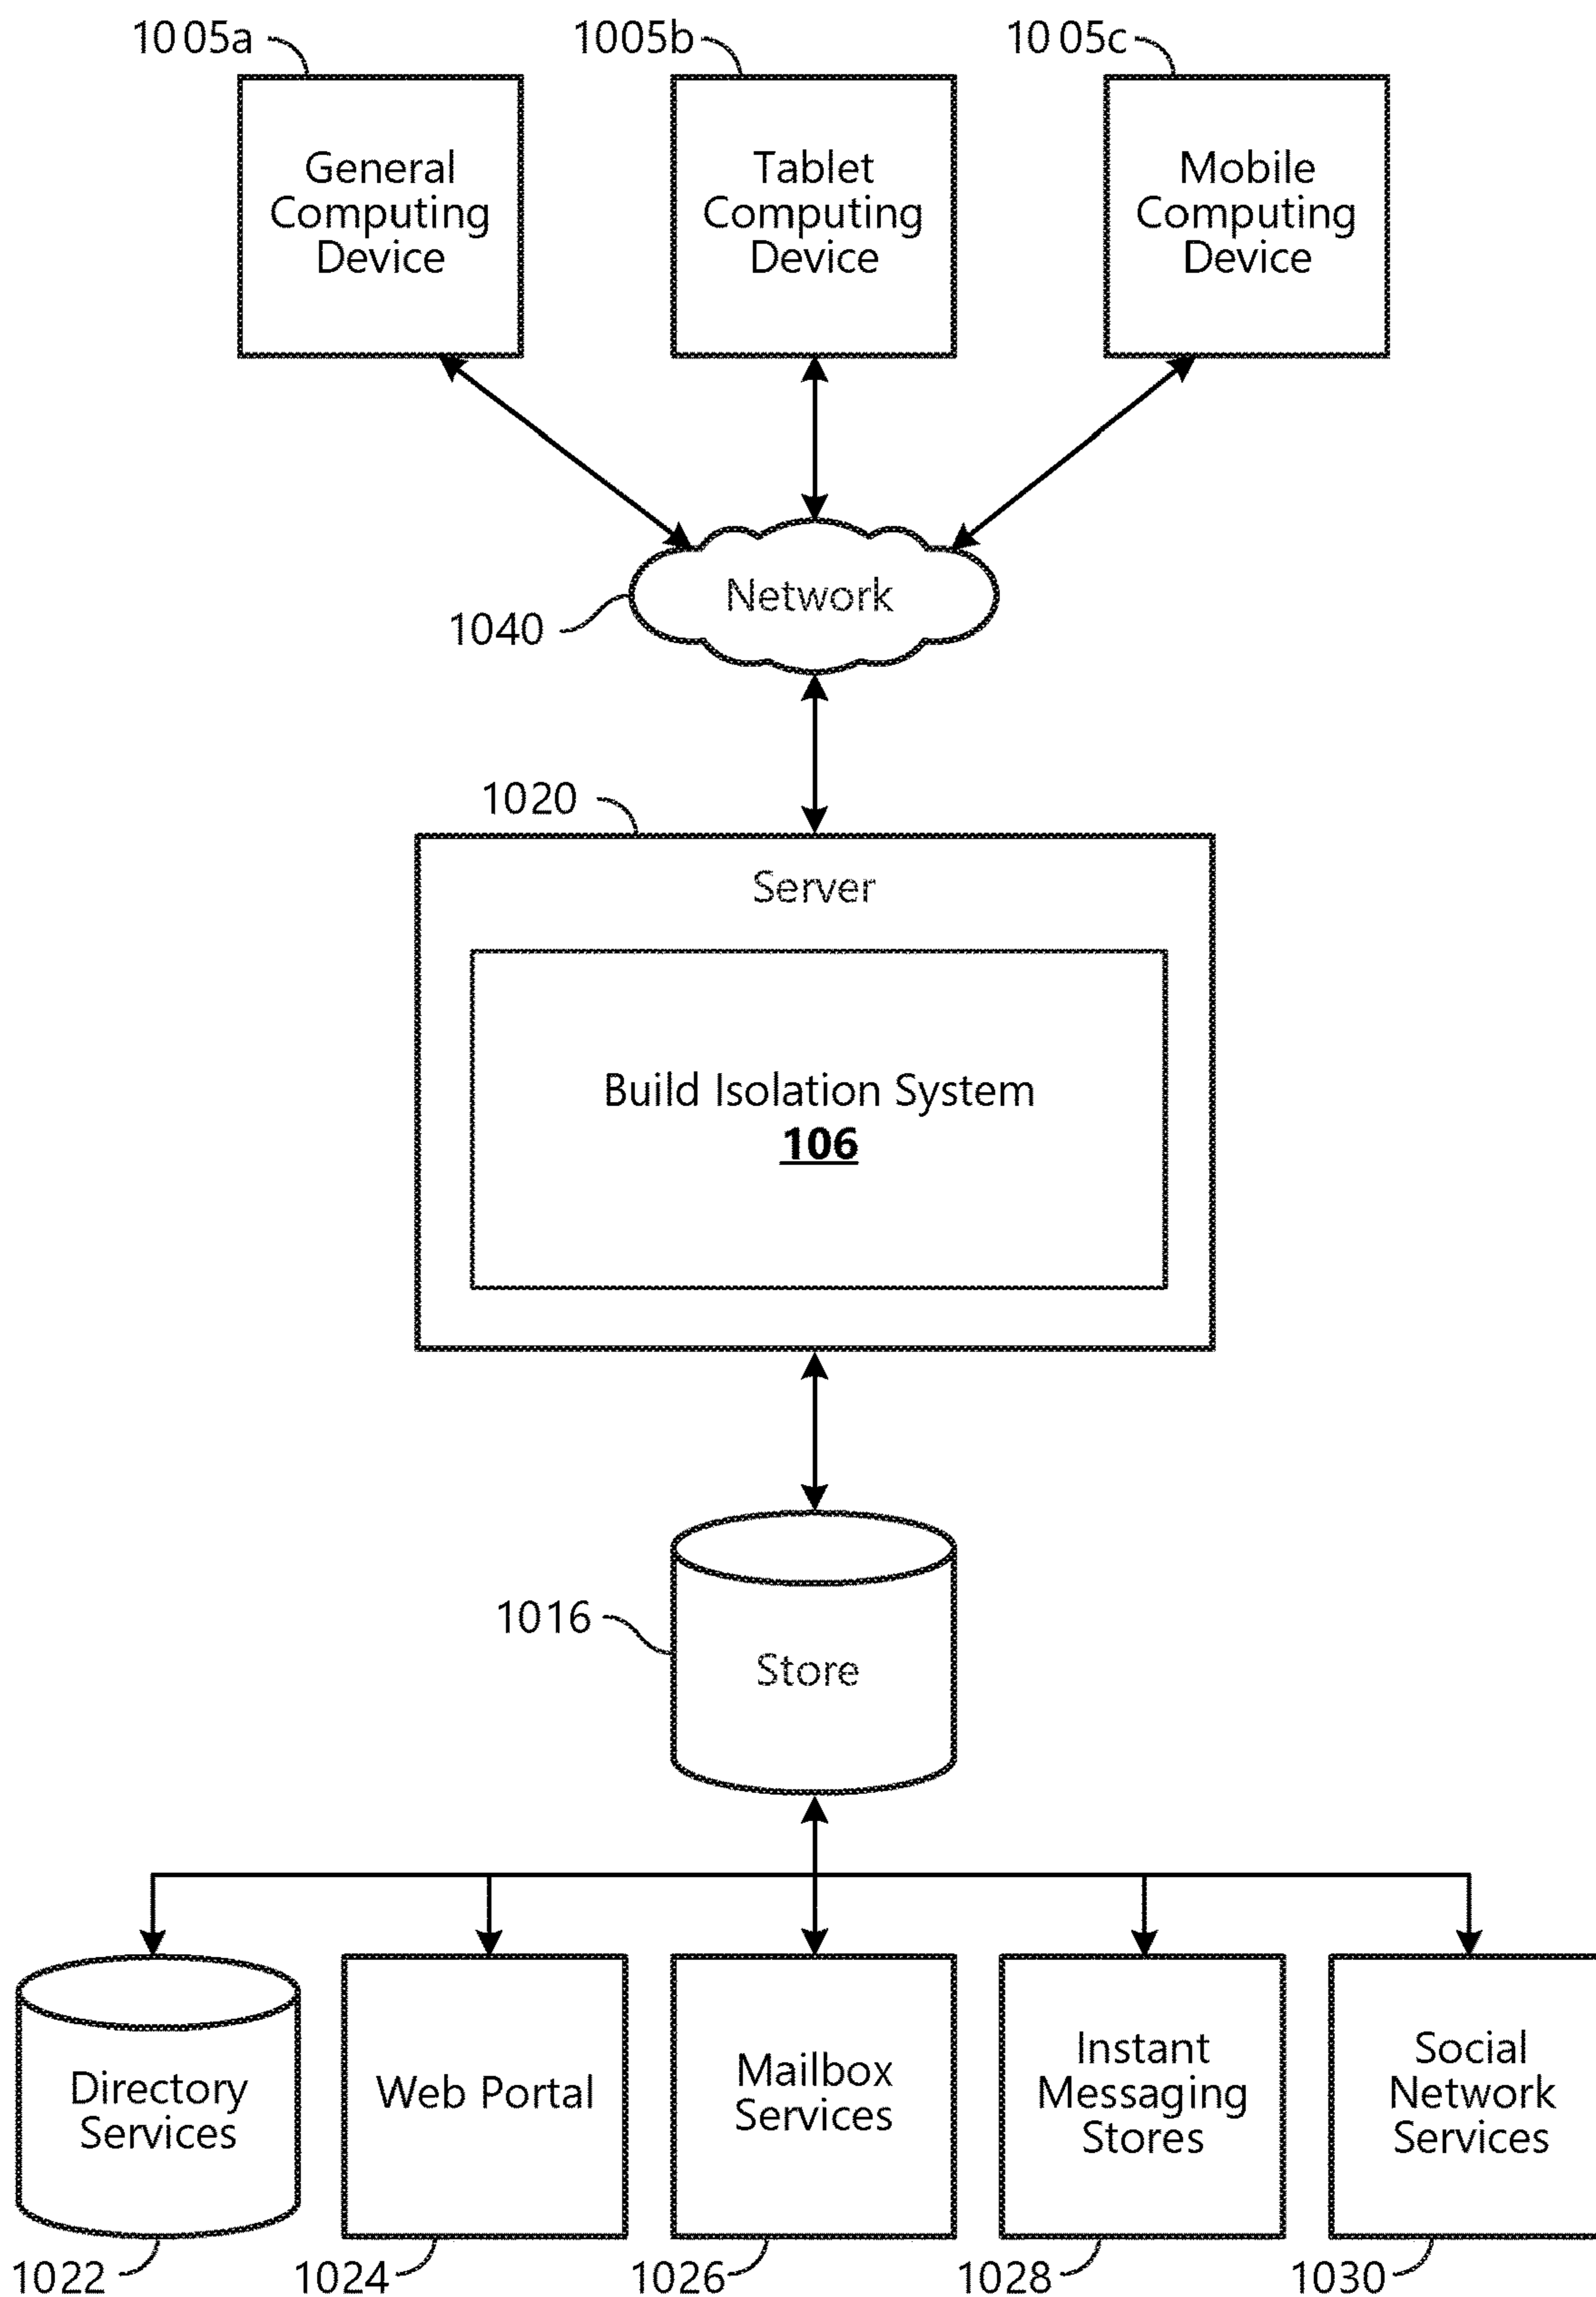 1005a
1005b
1005c
General
Computing
Device
Tablet
Computing
Device
Mobile
Computing
Device
Network
1040
1020
Server
Build Isolation System
106
1016
Store
Directory
Services
Web Portal
Mailbox
Services
Instant
Messaging
Stores
Social
Network
Services
1022
1024
1026
1028
1030